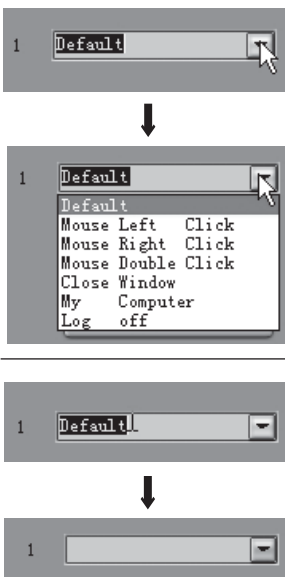 1 Default
1 Default
Default
Mouse Left Click
Mouse Right Click
Mouse Double Click
Close Window
My Computer
Log off
1 Default
1